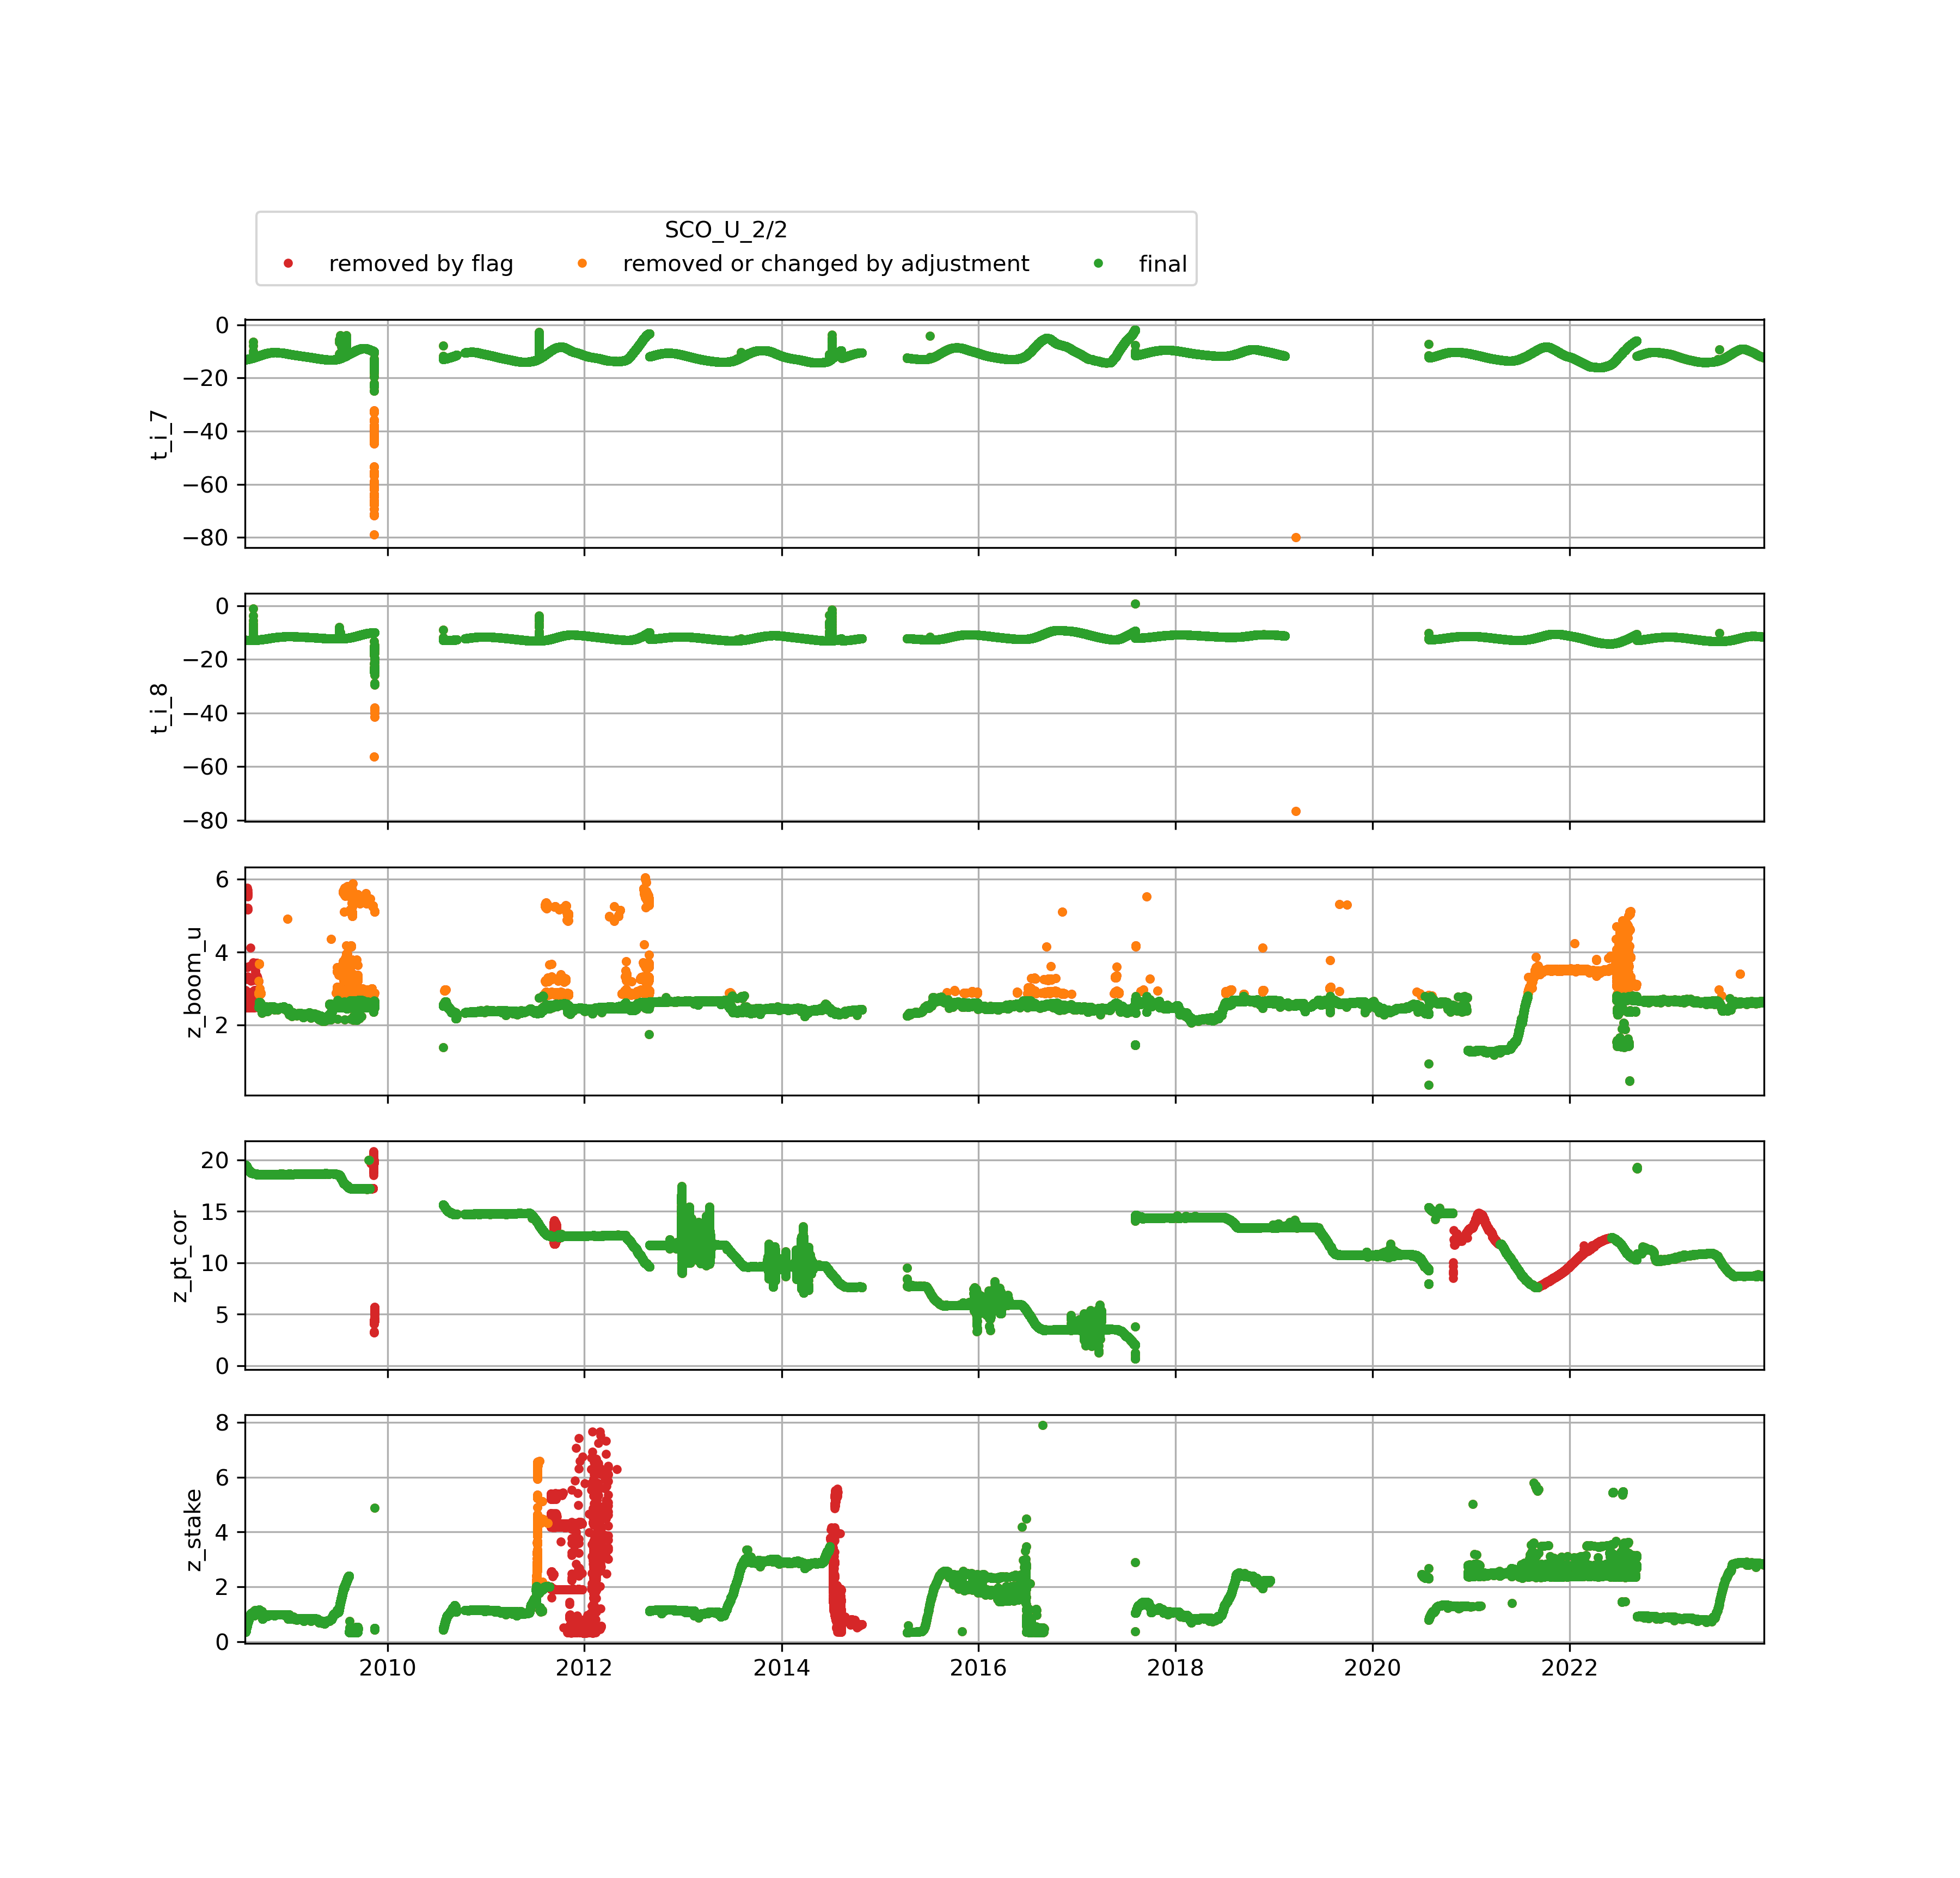 SCO_U_2/2
removed by flag removed or changed by adjustment final
0
−20
−40
−60
−80
t_i_7
0
−20
−40
−60
−80
t_i_8
6
4
2
z_boom_u
20
15
10
5
0
z_pt_cor
8
6
4
2
0
z_stake
2010 2012 2014 2016 2018 2020 2022